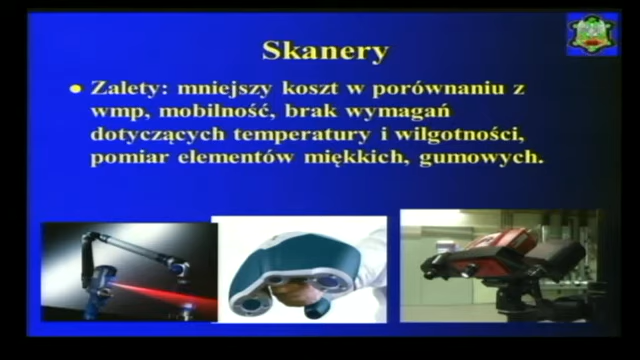 Skanery
• Zalety: mniejszy koszt w porównaniu z
wmp, mobilność, brak wymagań
dotyczących temperatury i wilgotności,
pomiar elementów miękkich, gumowych.